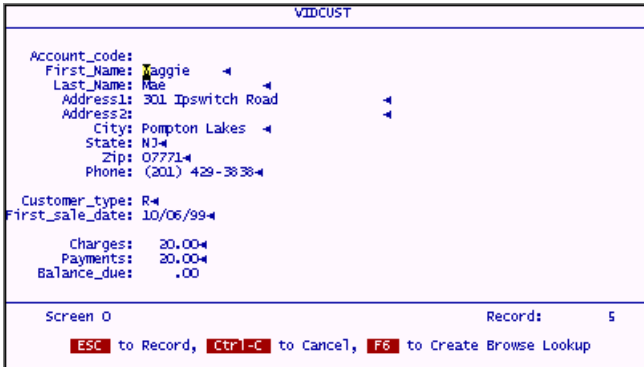 VIDCUST
Account_code:
First_Name: Maggie
Last_Name: Mae
Address1: 301 Ipswitch Road
Address2:
City: Pompton Lakes
State: NJ
Zip: 07771
Phone: (201) 429-3838
Customer_type: R
First_sale_date: 10/06/99
Charges: 20.00
Payments: 20.00
Balance_due: .00
Screen 0 Record: 5
ESC to Record, Ctrl-C to Cancel, F6 to Create Browse Lookup